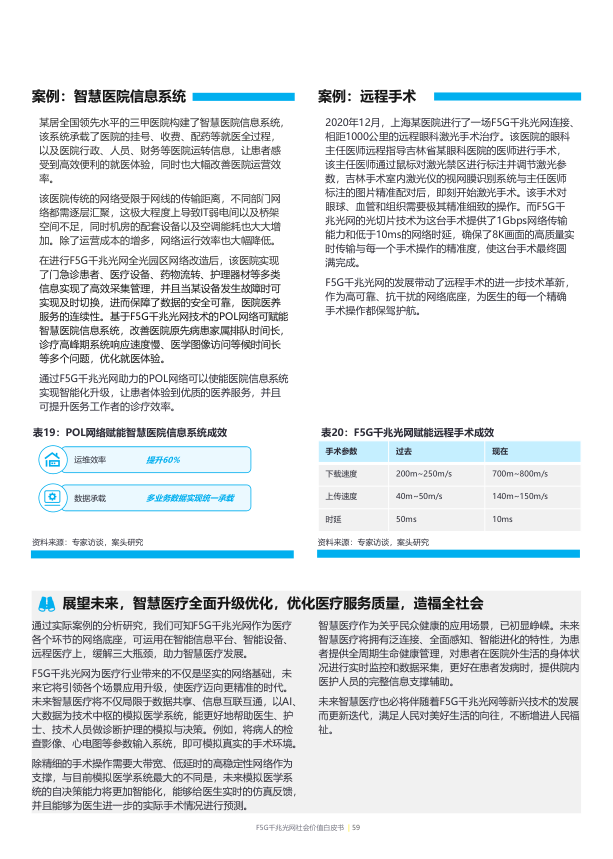 案例：智慧医院信息系统
某居全国领先水平的三甲医院构建了智慧医院信息系统，
该系统承载了医院的挂号、收费、配药等就医全过程，
以及医院行政、人员、财务等医院运转信息，让患者感
受到高效便利的就医体验，同时也大幅改善医院运营效
率。
该医院传统的网络受限于网线的传输距离，不同部门网
络都需逐层汇聚，这极大程度上导致IT弱电间以及桥架
空间不足，同时机房的配套设备以及空调能耗也大大增
加。除了运营成本的增多，网络运行效率也大幅降低。
在进行F5G千兆光网全光园区网络改造后，该医院实现
了门急诊患者、医疗设备、药物流转、护理器材等多类
信息实现了高效采集管理，并且当某设备发生故障时可
实现及时切换，进而保障了数据的安全可靠，医院医养
服务的连续性。基于F5G千兆光网技术的POL网络可赋能
智慧医院信息系统，改善医院原先病患家属排队时间长，
诊疗高峰期系统响应速度慢、医学图像访问等候时间长
等多个问题，优化就医体验。
通过F5G千兆光网助力的POL网络可以使能医院信息系统
实现智能化升级，让患者体验到优质的医养服务，并且
可提升医务工作者的诊疗效率。
表19：POL网络赋能智慧医院信息系统成效
运维效率 提升60%
数据承载 多业务数据实现统一承载
资料来源：专家访谈，案头研究
案例：远程手术
2020年12月，上海某医院进行了一场F5G千兆光网连接、
相距1000公里的远程眼科激光手术治疗。该医院的眼科
主任医师远程指导吉林省某眼科医院的医师进行手术，
该主任医师通过鼠标对激光禁区进行标注并调节激光参
数，吉林手术室内激光仪的视网膜识别系统与主任医师
标注的图片精准配对后，即刻开始激光手术。该手术对
眼球、血管和组织需要极其精准细致的操作。而F5G千
兆光网的光切片技术为这台手术提供了1Gbps网络传输
能力和低于10ms的网络时延，确保了8K画面的高质量实
时传输与每一个手术操作的精准度，使这台手术最终圆
满完成。
F5G千兆光网的发展带动了远程手术的进一步技术革新，
作为高可靠、抗干扰的网络底座，为医生的每一个精确
手术操作都保驾护航。
表20：F5G千兆光网赋能远程手术成效
手术参数 过去 现在
下载速度 200m~250m/s 700m~800m/s
上传速度 40m~50m/s 140m~150m/s
时延 50ms 10ms
资料来源：专家访谈，案头研究
展望未来，智慧医疗全面升级优化，优化医疗服务质量，造福全社会
通过实际案例的分析研究，我们可知F5G千兆光网作为医疗
各个环节的网络底座，可运用在智能信息平台、智能设备、
远程医疗上，缓解三大瓶颈，助力智慧医疗发展。
F5G千兆光网为医疗行业带来的不仅是坚实的网络基础，未
来它将引领各个场景应用升级，使医疗迈向更精准的时代。
未来智慧医疗将不仅局限于数据共享、信息互联互通，以AI、
大数据为技术中枢的模拟医学系统，能更好地帮助医生、护
士、技术人员做诊断护理的模拟与决策。例如，将病人的检
查影像、心电图等参数输入系统，即可模拟真实的手术环境。
除精细的手术操作需要大带宽、低延时的高稳定性网络作为
支撑，与目前模拟医学系统最大的不同是，未来模拟医学系
统的自决策能力将更加智能化，能够给医生实时的仿真反馈，
并且能够为医生进一步的实际手术情况进行预测。
智慧医疗作为关乎民众健康的应用场景，已初显峥嵘。未来
智慧医疗将拥有泛连接、全面感知、智能进化的特性，为患
者提供全周期生命健康管理，对患者在医院外生活的身体状
况进行实时监控和数据采集，更好在患者发病时，提供院内
医护人员的完整信息支撑辅助。
未来智慧医疗也必将伴随着F5G千兆光网等新兴技术的发展
而更新迭代，满足人民对美好生活的向往，不断增进人民福
祉。
F5G千兆光网社会价值白皮书 | 59